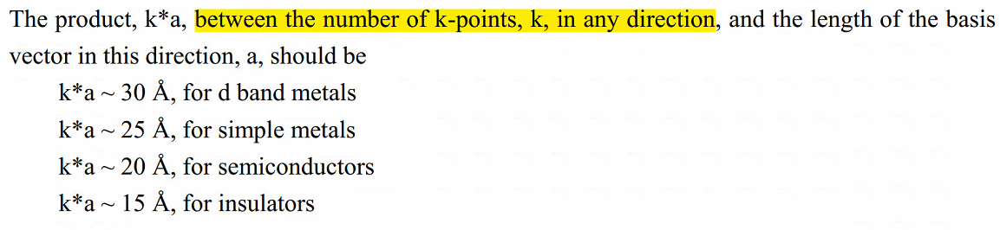 The product, k*a, between the number of k-points, k, in any direction, and the length of the basis
vector in this direction, a, should be
k*a ~ 30 Å, for d band metals
k*a ~ 25 Å, for simple metals
k*a ~ 20 Å, for semiconductors
k*a ~ 15 Å, for insulators